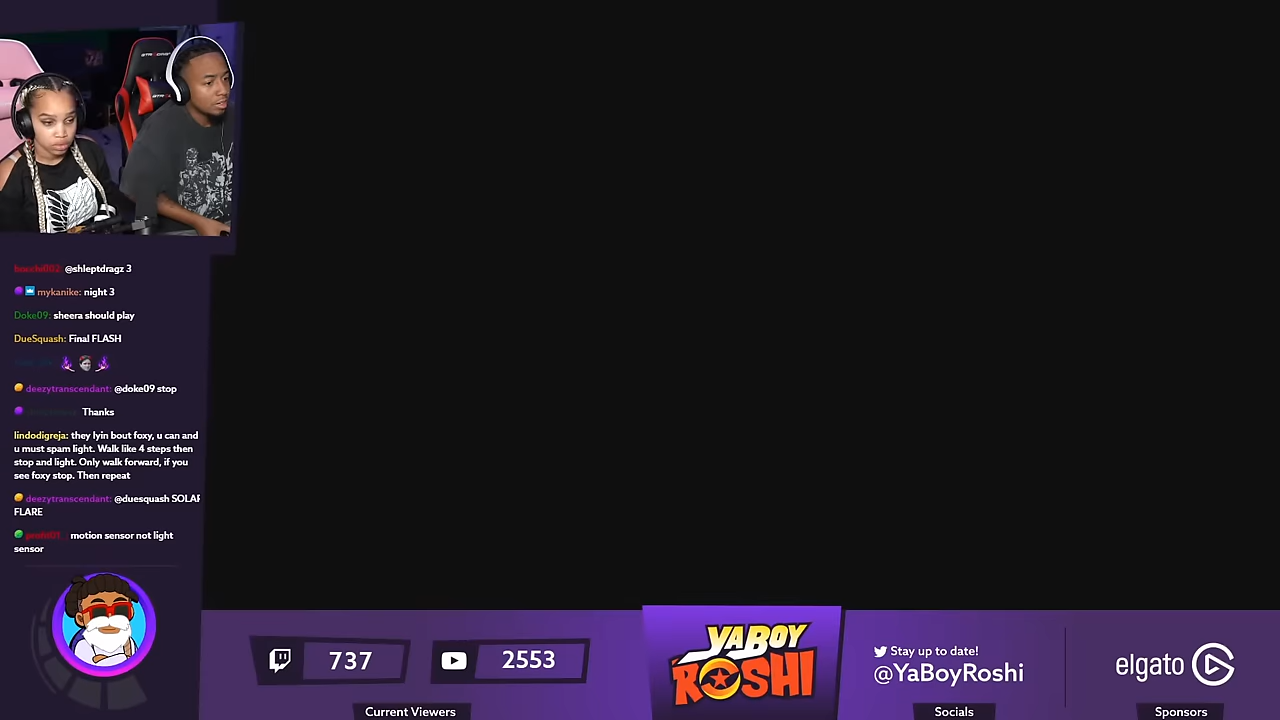 @shleptdragz 3
mykanike: night 3
Doke09: sheera should play
DueSquash: Final FLASH
deezytranscendant: @doke09 stop
Thanks
lindodigreja: they lyin bout foxy, u can and
u must spam light. Walk like 4 steps then
stop and light. Only walk forward, if you
see foxy stop. Then repeat
deezytranscendant: @duesquash SOLAR
FLARE
motion sensor not light
sensor
737
2553
Current Viewers
YABOY
ROSHI
Stay up to date!
@YaBoyRoshi
Socials
elgato
Sponsors